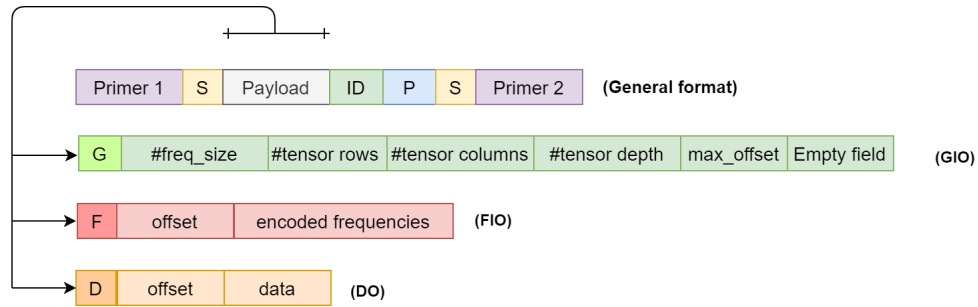 Primer 1 S Payload ID P S Primer 2 (General format)
G #freq_size #tensor rows #tensor columns #tensor depth max_offset Empty field (GIO)
F offset encoded frequencies (FIO)
D offset data (DO)